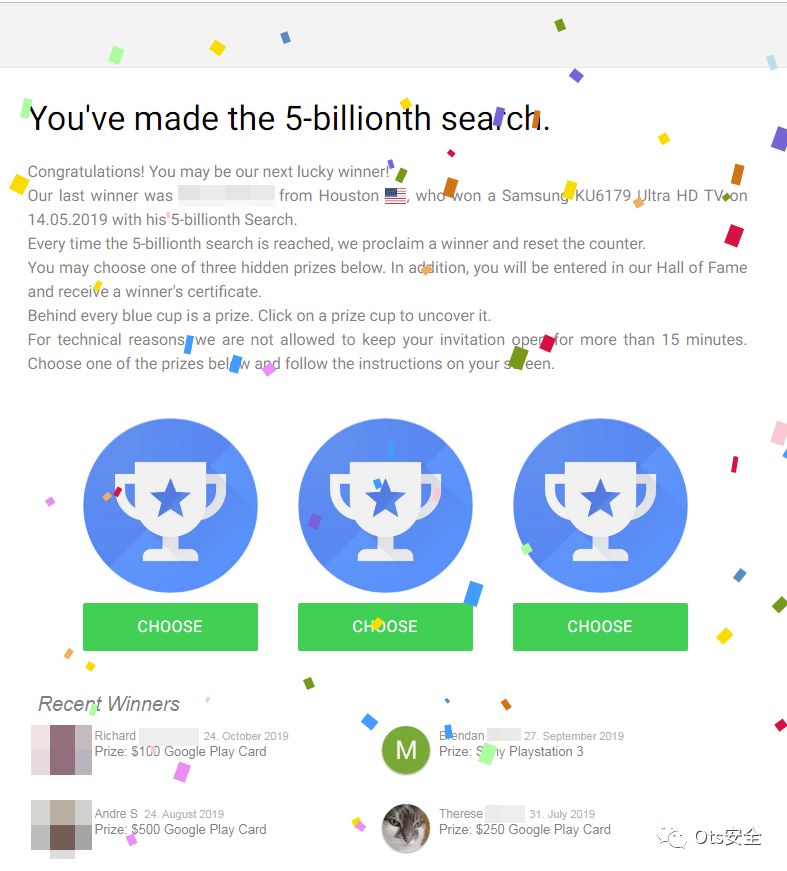 You've made the 5-billionth search.
Congratulations! You may be our next lucky winner!
Our last winner was from Houston , who won a Samsung KU6179 Ultra HD TV on
14.05.2019 with his 5-billionth Search.
Every time the 5-billionth search is reached, we proclaim a winner and reset the counter.
You may choose one of three hidden prizes below. In addition, you will be entered in our Hall of Fame
and receive a winner's certificate.
Behind every blue cup is a prize. Click on a prize cup to uncover it.
For technical reasons we are not allowed to keep your invitation open for more than 15 minutes.
Choose one of the prizes below and follow the instructions on your screen.
CHOOSE CHOOSE CHOOSE
Recent Winners
Richard 24. October 2019
Prize: $100 Google Play Card
Brendan 27. September 2019
Prize: Sony Playstation 3
M
Andre S 24. August 2019
Prize: $500 Google Play Card
Therese 31. July 2019
Prize: $250 Google Play Card
Ots安全